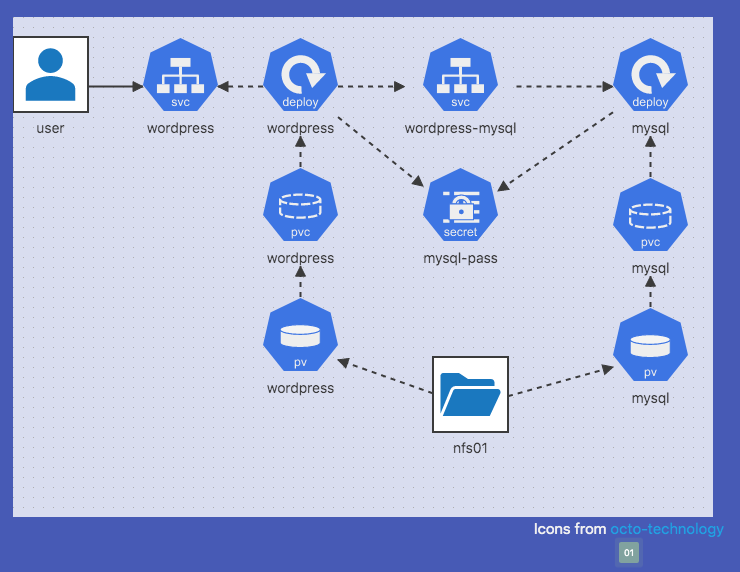 svc
deploy
svc
deploy
user
wordpress
wordpress
wordpress-mysql
mysql
pvc
secret
pvc
wordpress
mysql-pass
mysql
pv
pv
wordpress
mysql
nfs01
Icons from octo-technology
01